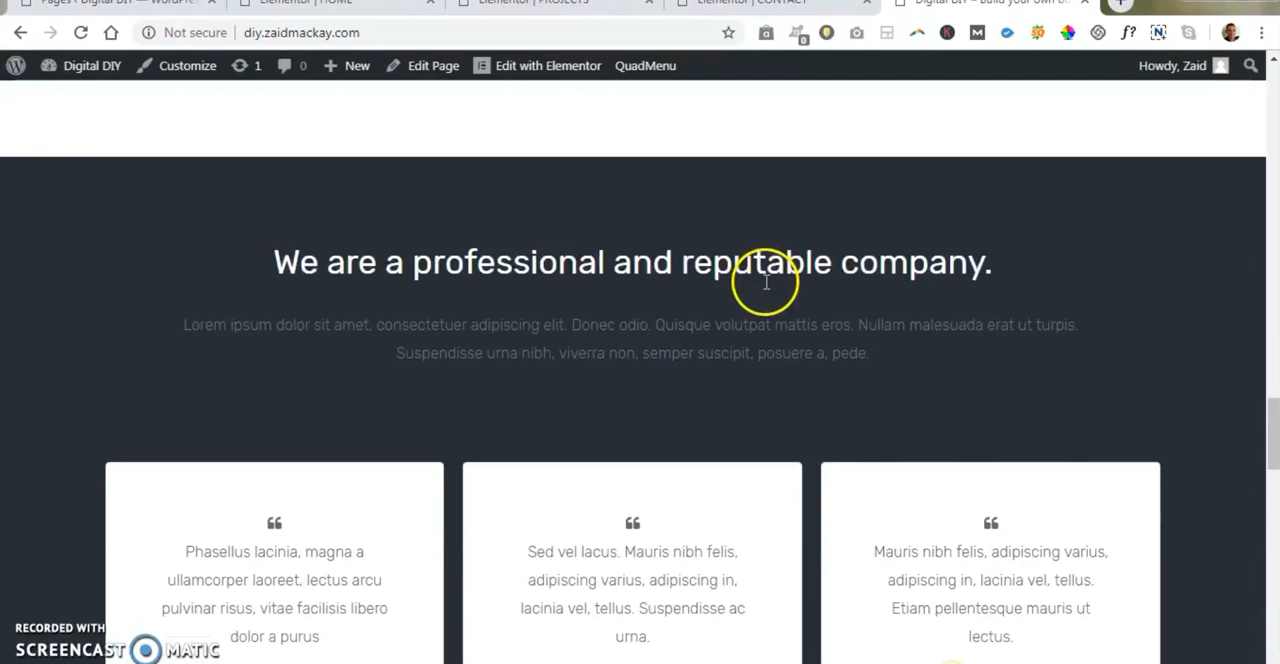 Pages < Digital DIY — WordPres
Elementor | HOME
Elementor | PROJECTS
Elementor | CONTACT
Digital DIY – Build your own b
Not secure | diy.zaidmackay.com
Digital DIY Customize 1 0 New Edit Page Edit with Elementor QuadMenu Howdy, Zaid
We are a professional and reputable company.
Lorem ipsum dolor sit amet, consectetuer adipiscing elit. Donec odio. Quisque volutpat mattis eros. Nullam malesuada erat ut turpis.
Suspendisse urna nibh, viverra non, semper suscipit, posuere a, pede.
Phasellus lacinia, magna a
ullamcorper laoreet, lectus arcu
pulvinar risus, vitae facilisis libero
dolor a purus
Sed vel lacus. Mauris nibh felis,
adipiscing varius, adipiscing in,
lacinia vel, tellus. Suspendisse ac
urna.
Mauris nibh felis, adipiscing varius,
adipiscing in, lacinia vel, tellus.
Etiam pellentesque mauris ut
lectus.
RECORDED WITH
SCREENCAST MATIC